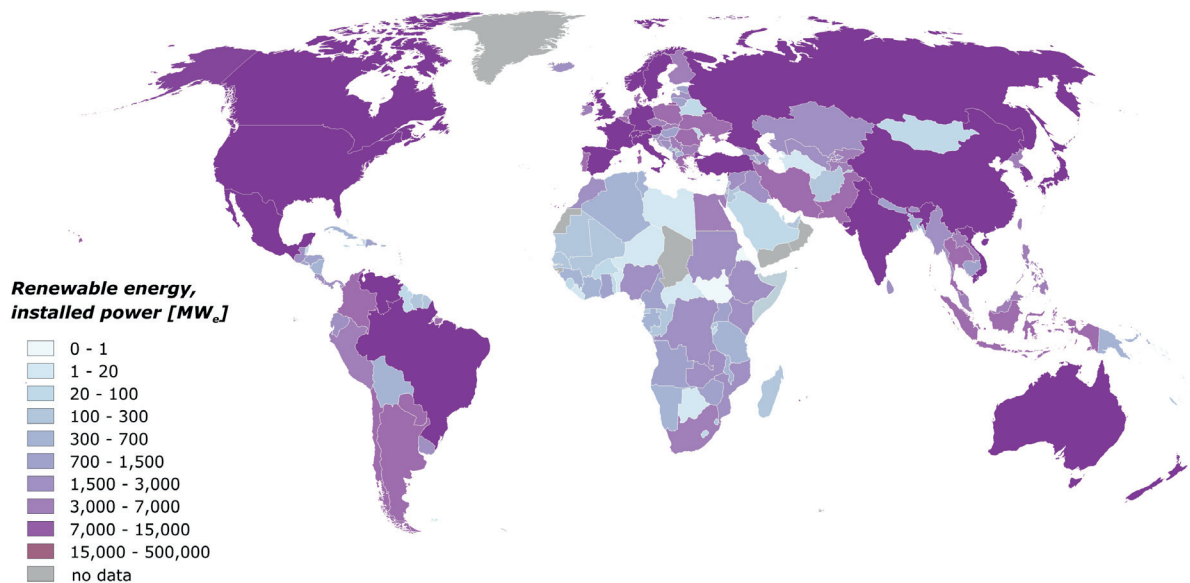 Renewable energy,
installed power [MWe]
0 - 1
1 - 20
20 - 100
100 - 300
300 - 700
700 - 1,500
1,500 - 3,000
3,000 - 7,000
7,000 - 15,000
15,000 - 500,000
no data